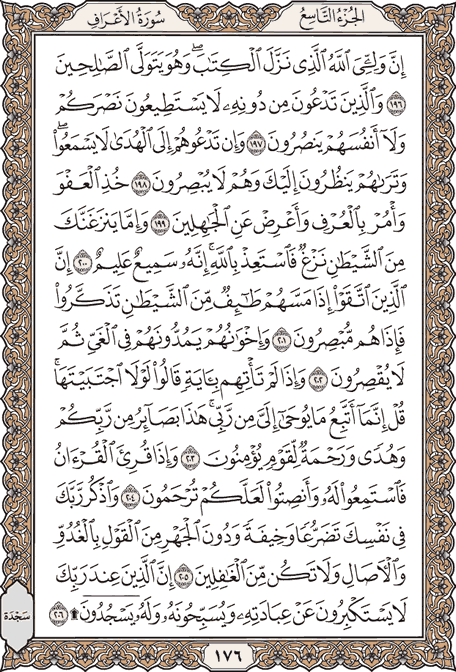 الجزء التاسع
سورة الأعراف
إِنَّ وَلِـِّۧيَ ٱللَّهُ ٱلَّذِي نَزَّلَ ٱلۡكِتَٰبَۖ وَهُوَ يَتَوَلَّى ٱلصَّٰلِحِينَ
١٩٦ وَٱلَّذِينَ تَدۡعُونَ مِن دُونِهِۦ لَا يَسۡتَطِيعُونَ نَصۡرَكُمۡ
وَلَآ أَنفُسَهُمۡ يَنصُرُونَ ١٩٧ وَإِن تَدۡعُوهُمۡ إِلَى ٱلۡهُدَىٰ لَا يَسۡمَعُواْۖ
وَتَرَىٰهُمۡ يَنظُرُونَ إِلَيۡكَ وَهُمۡ لَا يُبۡصِرُونَ ١٩٨ خُذِ ٱلۡعَفۡوَ
وَأۡمُرۡ بِٱلۡعُرۡفِ وَأَعۡرِضۡ عَنِ ٱلۡجَٰهِلِينَ ١٩٩ وَإِمَّا يَنزَغَنَّكَ
مِنَ ٱلشَّيۡطَٰنِ نَزۡغٞ فَٱسۡتَعِذۡ بِٱللَّهِۚ إِنَّهُۥ سَمِيعٌ عَلِيمٌ ٢٠٠ إِنَّ
ٱلَّذِينَ ٱتَّقَوۡاْ إِذَا مَسَّهُمۡ طَٰٓئِفٞ مِّنَ ٱلشَّيۡطَٰنِ تَذَكَّرُواْ
فَإِذَا هُم مُّبۡصِرُونَ ٢٠١ وَإِخۡوَٰنُهُمۡ يَمُدُّونَهُمۡ فِي ٱلۡغَيِّ ثُمَّ
لَا يُقۡصِرُونَ ٢٠٢ وَإِذَا لَمۡ تَأۡتِهِم بِـَٔايَةٖ قَالُواْ لَوۡلَا ٱجۡتَبَيۡتَهَاۚ
قُلۡ إِنَّمَآ أَتَّبِعُ مَا يُوحَىٰٓ إِلَيَّ مِن رَّبِّيۚ هَٰذَا بَصَآئِرُ مِن رَّبِّكُمۡ
وَهُدٗى وَرَحۡمَةٞ لِّقَوۡمٖ يُؤۡمِنُونَ ٢٠٣ وَإِذَا قُرِئَ ٱلۡقُرۡءَانُ
فَٱسۡتَمِعُواْ لَهُۥ وَأَنصِتُواْ لَعَلَّكُمۡ تُرۡحَمُونَ ٢٠٤ وَٱذۡكُر رَّبَّكَ
فِي نَفۡسِكَ تَضَرُّعٗا وَخِيفَةٗ وَدُونَ ٱلۡجَهۡرِ مِنَ ٱلۡقَوۡلِ بِٱلۡغُدُوِّ
وَٱلۡأٓصَالِ وَلَا تَكُن مِّنَ ٱلۡغَٰفِلِينَ ٢٠٥ إِنَّ ٱلَّذِينَ عِندَ رَبِّكَ
لَا يَسۡتَكۡبِرُونَ عَنۡ عِبَادَتِهِۦ وَيُسَبِّحُونَهُۥ وَلَهُۥ يَسۡجُدُونَۤ۩ ٢٠٦
سجدة
١٧٦